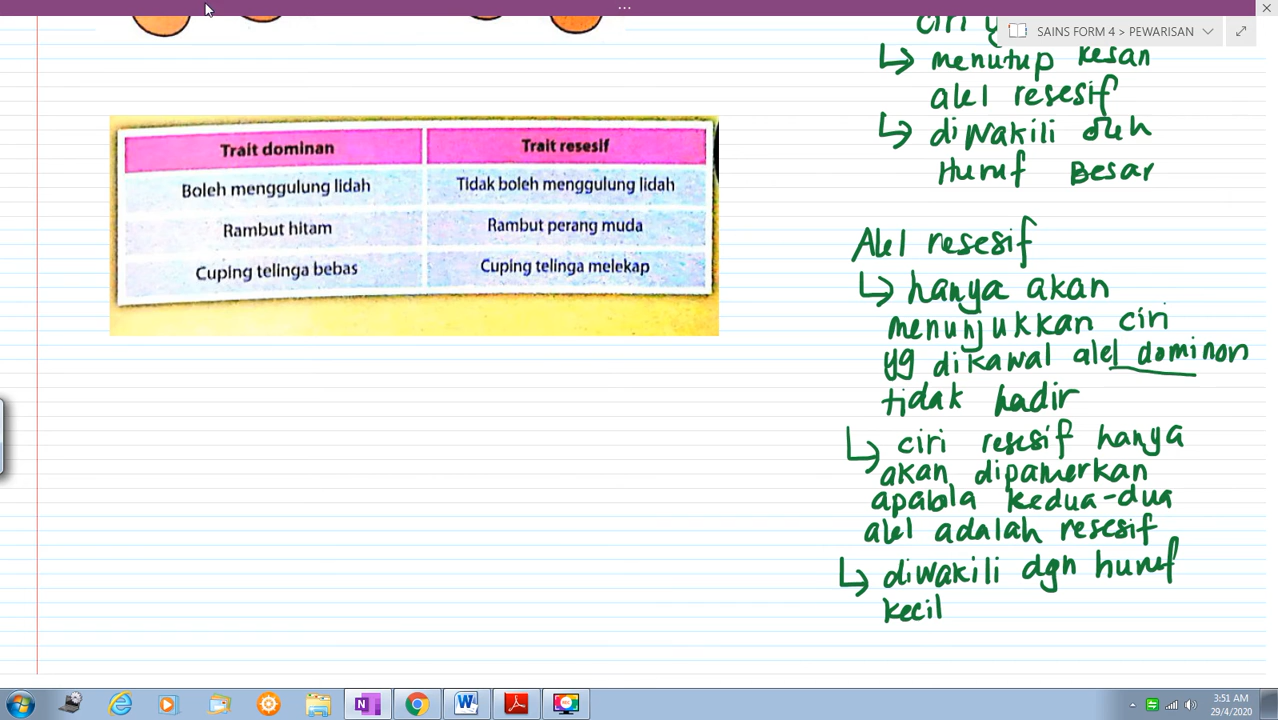 ...
SAINS FORM 4 > PEWARISAN
Trait dominan
Trait resesif
Boleh menggulung lidah
Tidak boleh menggulung lidah
Rambut hitam
Rambut perang muda
Cuping telinga bebas
Cuping telinga melekap
ciri
↳ menutup kesan
alel resesif
↳ diwakili oleh
Huruf Besar
Alel resesif
↳ hanya akan
menunjukkan ciri
yg dikawal alel dominan
tidak hadir
↳ ciri resesif hanya
akan dipamerkan
apabla kedua-dua
alel adalah resesif
↳ diwakili dgn huruf
kecil
3:51 AM
29/4/2020